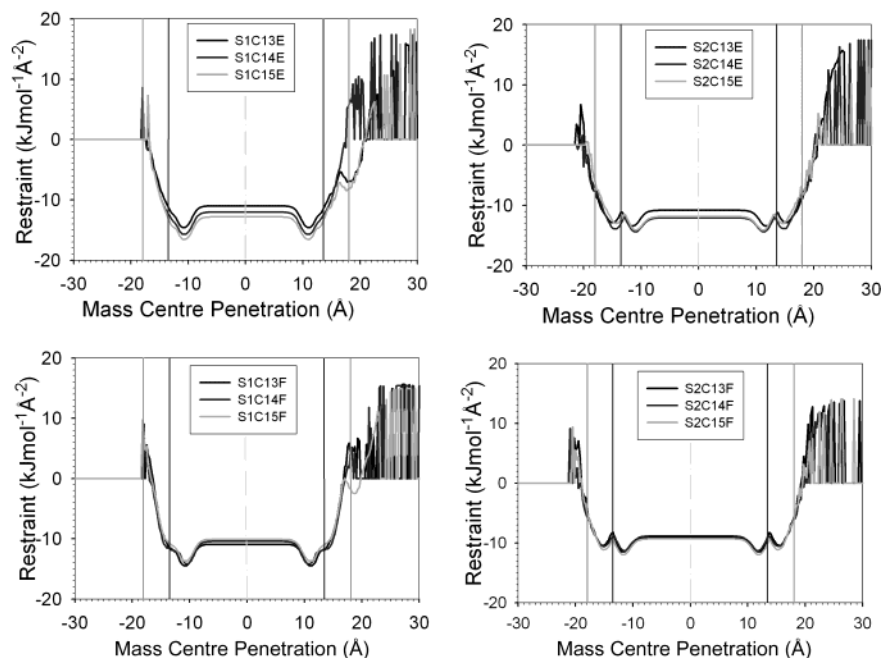 20
10
0
-10
-20
Restraint (kJmol⁻¹Å⁻²)
S1C13E
S1C14E
S1C15E
-30 -20 -10 0 10 20 30
Mass Centre Penetration (Å)
20
10
0
-10
-20
Restraint (kJmol⁻¹Å⁻²)
S2C13E
S2C14E
S2C15E
-30 -20 -10 0 10 20 30
Mass Centre Penetration (Å)
20
10
0
-10
-20
Restraint (kJmol⁻¹Å⁻²)
S1C13F
S1C14F
S1C15F
-30 -20 -10 0 10 20 30
Mass Centre Penetration (Å)
20
10
0
-10
-20
Restraint (kJmol⁻¹Å⁻²)
S2C13F
S2C14F
S2C15F
-30 -20 -10 0 10 20 30
Mass Centre Penetration (Å)